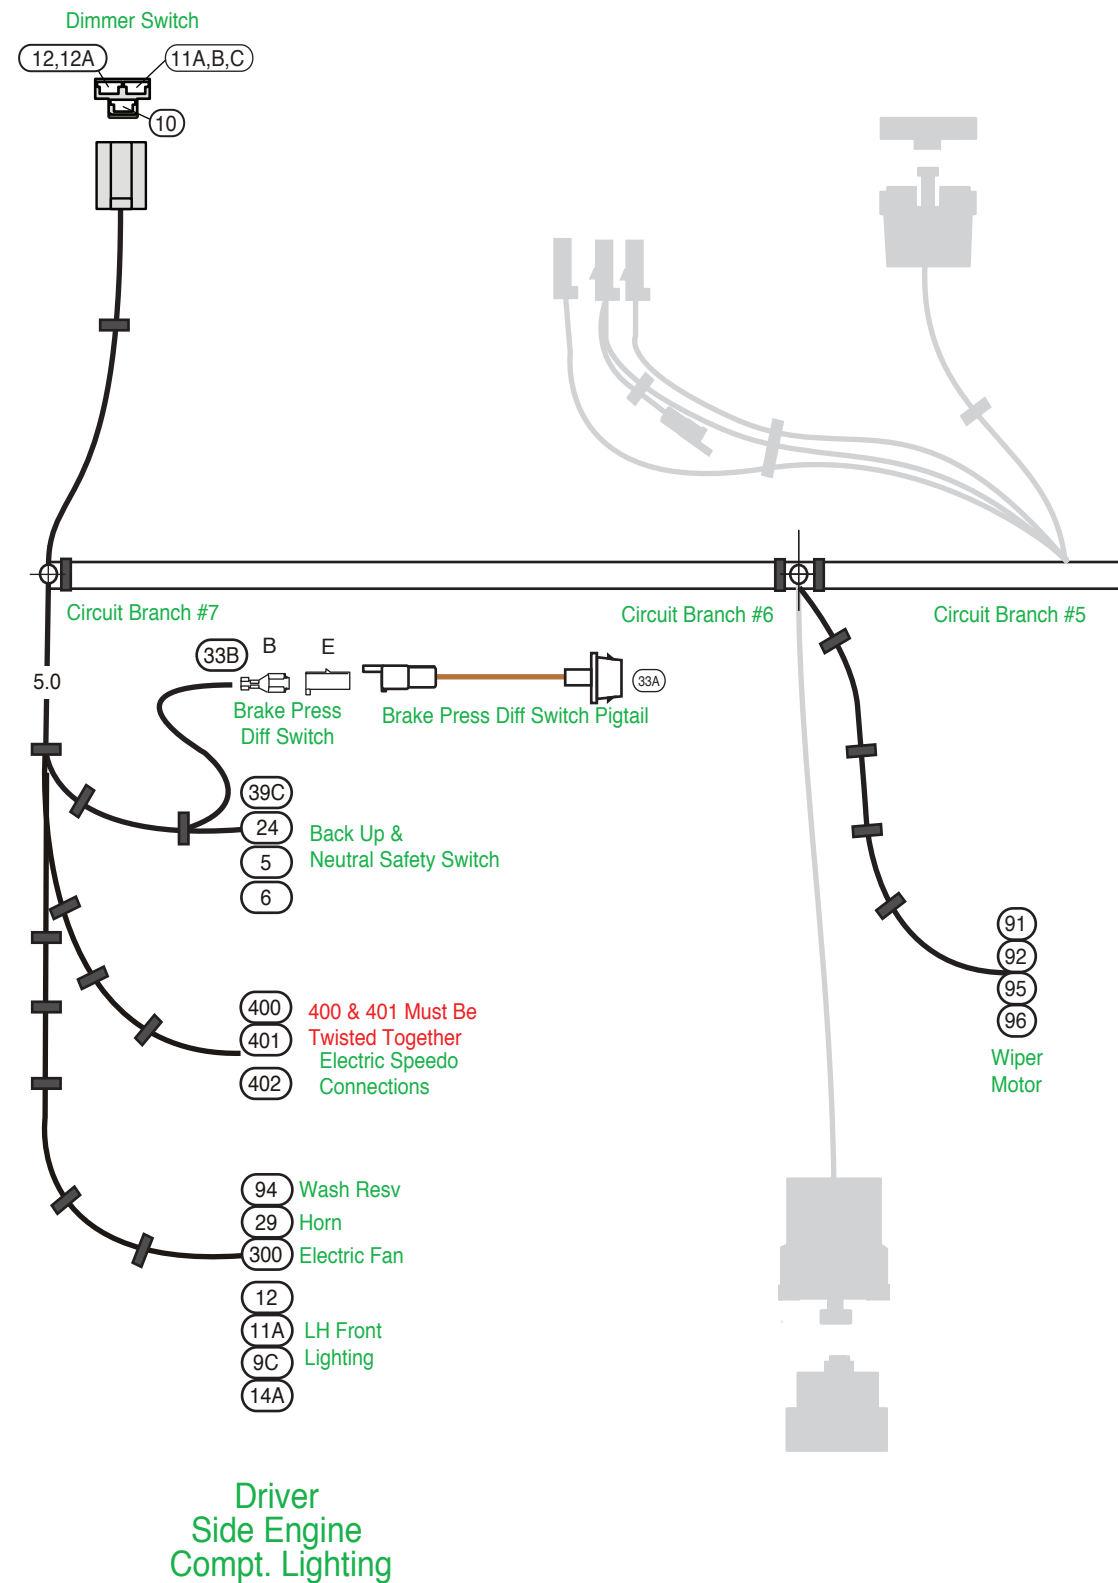 Dimmer Switch
12,12A
11A,B,C
10
Circuit Branch #7
Circuit Branch #6
Circuit Branch #5
5.0
33B
B
E
33A
Brake Press
Diff Switch
Brake Press Diff Switch Pigtail
39C
24
5
6
Back Up &
Neutral Safety Switch
91
92
95
96
Wiper
Motor
400
401
402
400 & 401 Must Be
Twisted Together
Electric Speedo
Connections
94 Wash Resv
29 Horn
300 Electric Fan
12
11A
9C
14A
LH Front
Lighting
Driver
Side Engine
Compt. Lighting